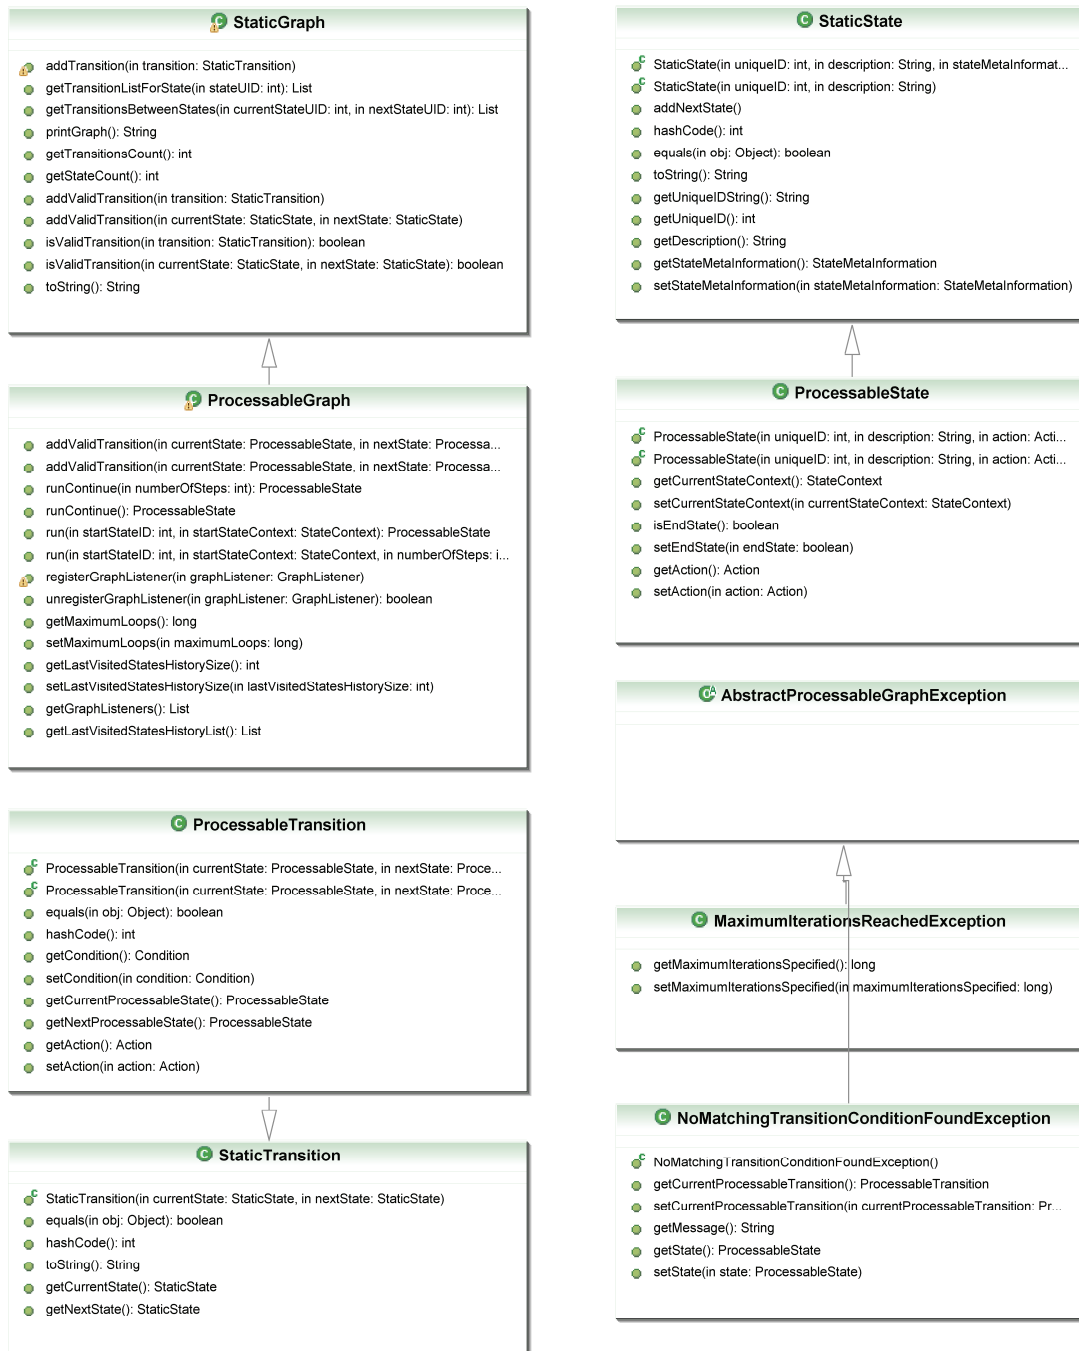 StaticGraph
addTransition(in transition: StaticTransition)
getTransitionListForState(in stateUID: int): List
getTransitionsBetweenStates(in currentStateUID: int, in nextStateUID: int): List
printGraph(): String
getTransitionsCount(): int
getStateCount(): int
addValidTransition(in transition: StaticTransition)
addValidTransition(in currentState: StaticState, in nextState: StaticState)
isValidTransition(in transition: StaticTransition): boolean
isValidTransition(in currentState: StaticState, in nextState: StaticState): boolean
toString(): String
ProcessableGraph
addValidTransition(in currentState: ProcessableState, in nextState: Processa...
addValidTransition(in currentState: ProcessableState, in nextState: Processa...
runContinue(in numberOfSteps: int): ProcessableState
runContinue(): ProcessableState
run(in startStateID: int, in startStateContext: StateContext): ProcessableState
run(in startStateID: int, in startStateContext: StateContext, in numberOfSteps: i...
registerGraphListener(in graphListener: GraphListener)
unregisterGraphListener(in graphListener: GraphListener): boolean
getMaximumLoops(): long
setMaximumLoops(in maximumLoops: long)
getLastVisitedStatesHistorySize(): int
setLastVisitedStatesHistorySize(in lastVisitedStatesHistorySize: int)
getGraphListeners(): List
getLastVisitedStatesHistoryList(): List
ProcessableTransition
ProcessableTransition(in currentState: ProcessableState, in nextState: Proce...
ProcessableTransition(in currentState: ProcessableState, in nextState: Proce...
equals(in obj: Object): boolean
hashCode(): int
getCondition(): Condition
setCondition(in condition: Condition)
getCurrentProcessableState(): ProcessableState
getNextProcessableState(): ProcessableState
getAction(): Action
setAction(in action: Action)
StaticTransition
StaticTransition(in currentState: StaticState, in nextState: StaticState)
equals(in obj: Object): boolean
hashCode(): int
toString(): String
getCurrentState(): StaticState
getNextState(): StaticState
StaticState
StaticState(in uniqueID: int, in description: String, in stateMetaInformat...
StaticState(in uniqueID: int, in description: String)
addNextState()
hashCode(): int
equals(in obj: Object): boolean
toString(): String
getUniqueIDString(): String
getUniqueID(): int
getDescription(): String
getStateMetaInformation(): StateMetaInformation
setStateMetaInformation(in stateMetaInformation: StateMetaInformation)
ProcessableState
ProcessableState(in uniqueID: int, in description: String, in action: Acti...
ProcessableState(in uniqueID: int, in description: String, in action: Acti...
getCurrentStateContext(): StateContext
setCurrentStateContext(in currentStateContext: StateContext)
isEndState(): boolean
setEndState(in endState: boolean)
getAction(): Action
setAction(in action: Action)
AbstractProcessableGraphException
MaximumIterationsReachedException
getMaximumIterationsSpecified(): long
setMaximumIterationsSpecified(in maximumIterationsSpecified: long)
NoMatchingTransitionConditionFoundException
NoMatchingTransitionConditionFoundException()
getCurrentProcessableTransition(): ProcessableTransition
setCurrentProcessableTransition(in currentProcessableTransition: Pr...
getMessage(): String
getState(): ProcessableState
setState(in state: ProcessableState)